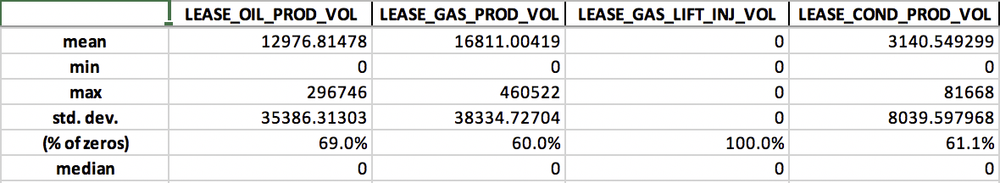 LEASE_OIL_PROD_VOL LEASE_GAS_PROD_VOL LEASE_GAS_LIFT_INJ_VOL LEASE_COND_PROD_VOL
mean 12976.81478 16811.00419 0 3140.549299
min 0 0 0 0
max 296746 460522 0 81668
std. dev. 35386.31303 38334.72704 0 8039.597968
(% of zeros) 69.0% 60.0% 100.0% 61.1%
median 0 0 0 0